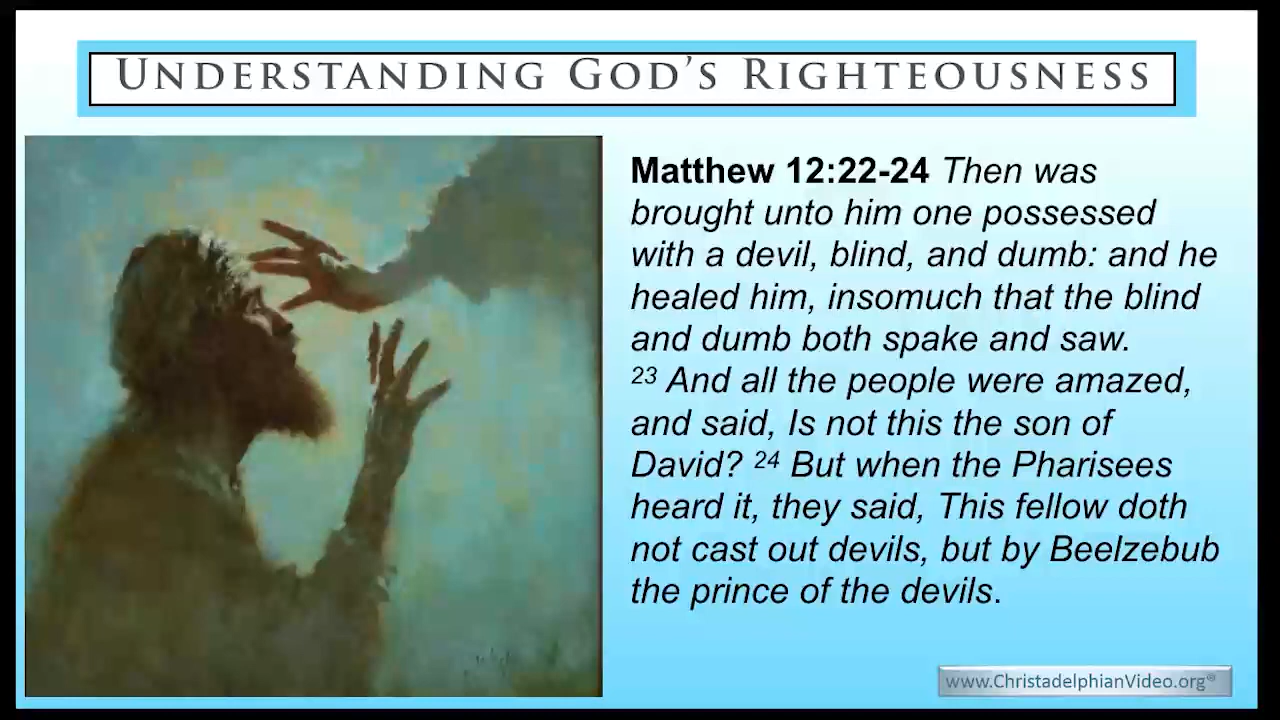 UNDERSTANDING GOD'S RIGHTEOUSNESS
Matthew 12:22-24 Then was
brought unto him one possessed
with a devil, blind, and dumb: and he
healed him, insomuch that the blind
and dumb both spake and saw.
23 And all the people were amazed,
and said, Is not this the son of
David? 24 But when the Pharisees
heard it, they said, This fellow doth
not cast out devils, but by Beelzebub
the prince of the devils.
www.ChristadelphianVideo.org®